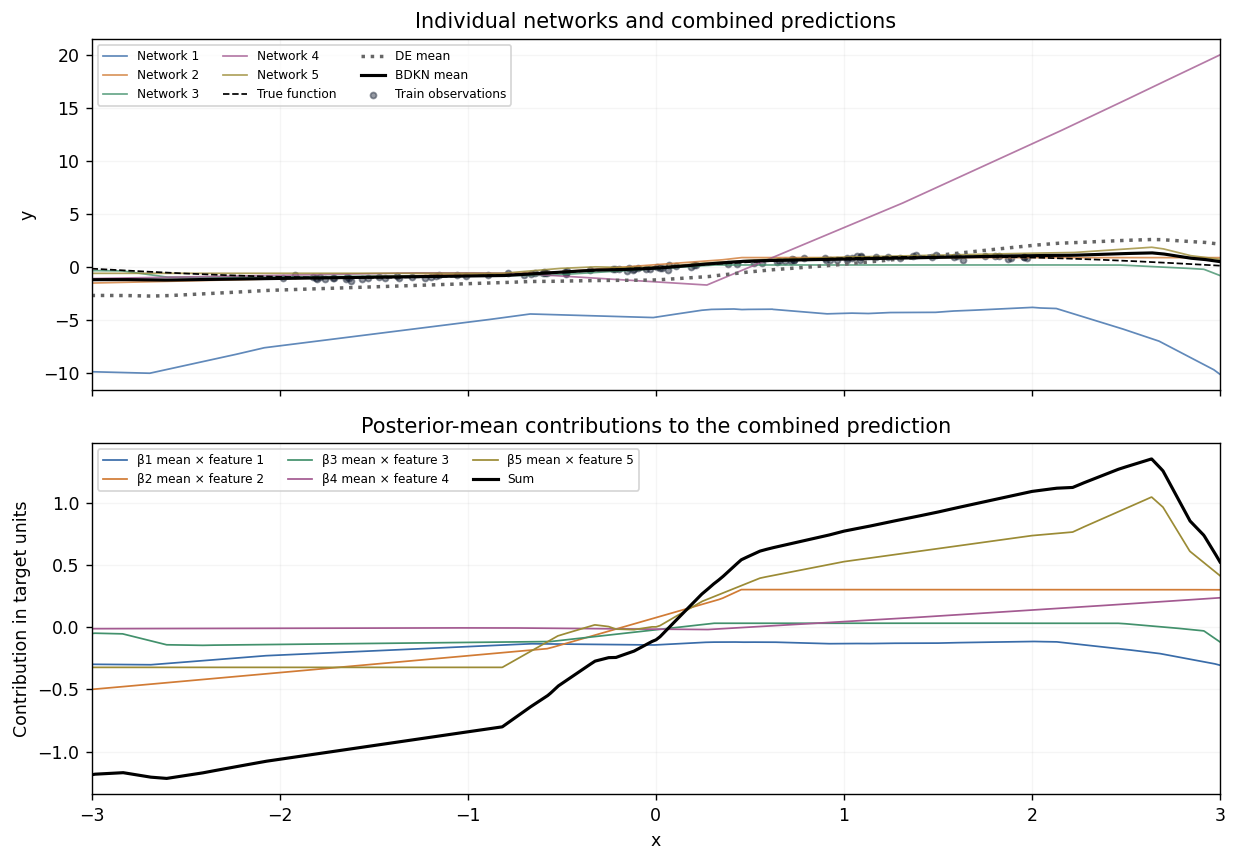 Individual networks and combined predictions
Network 1
Network 2
Network 3
Network 4
Network 5
True function
DE mean
BDKN mean
Train observations
20
15
10
5
0
−5
−10
y
Posterior-mean contributions to the combined prediction
β1 mean × feature 1
β2 mean × feature 2
β3 mean × feature 3
β4 mean × feature 4
β5 mean × feature 5
Sum
1.0
0.5
0.0
−0.5
−1.0
Contribution in target units
−3
−2
−1
0
1
2
3
x